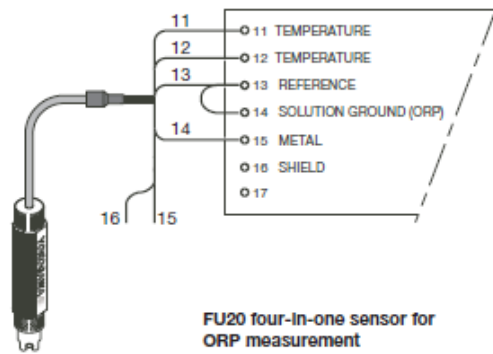 11
11 TEMPERATURE
12
12 TEMPERATURE
13
13 REFERENCE
14 SOLUTION GROUND (ORP)
14
15 METAL
16 SHIELD
17
16
15
YOKOGAWA
FU20 four-in-one sensor for
ORP measurement